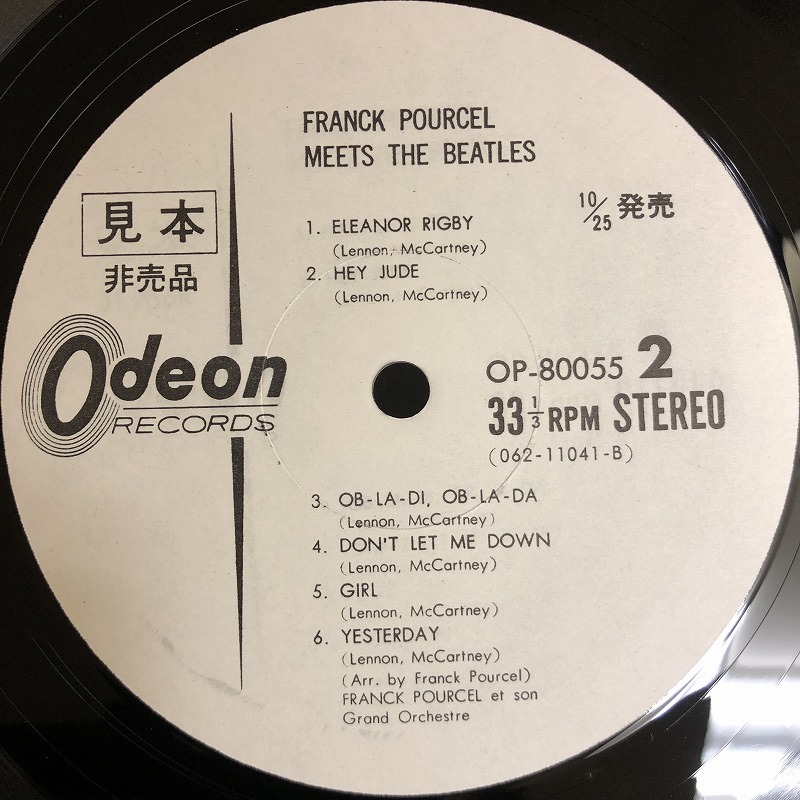 FRANCK POURCEL
MEETS THE BEATLES
見本
非売品
10/25 発売
1. ELEANOR RIGBY
(Lennon, McCartney)
2. HEY JUDE
(Lennon, McCartney)
Odeon
RECORDS
OP-80055 2
33 1/3 RPM STEREO
(062-11041-B)
3. OB-LA-DI, OB-LA-DA
(Lennon, McCartney)
4. DON'T LET ME DOWN
(Lennon, McCartney)
5. GIRL
(Lennon, McCartney)
6. YESTERDAY
(Lennon, McCartney)
(Arr. by Franck Pourcel)
FRANCK POURCEL et son
Grand Orchestre